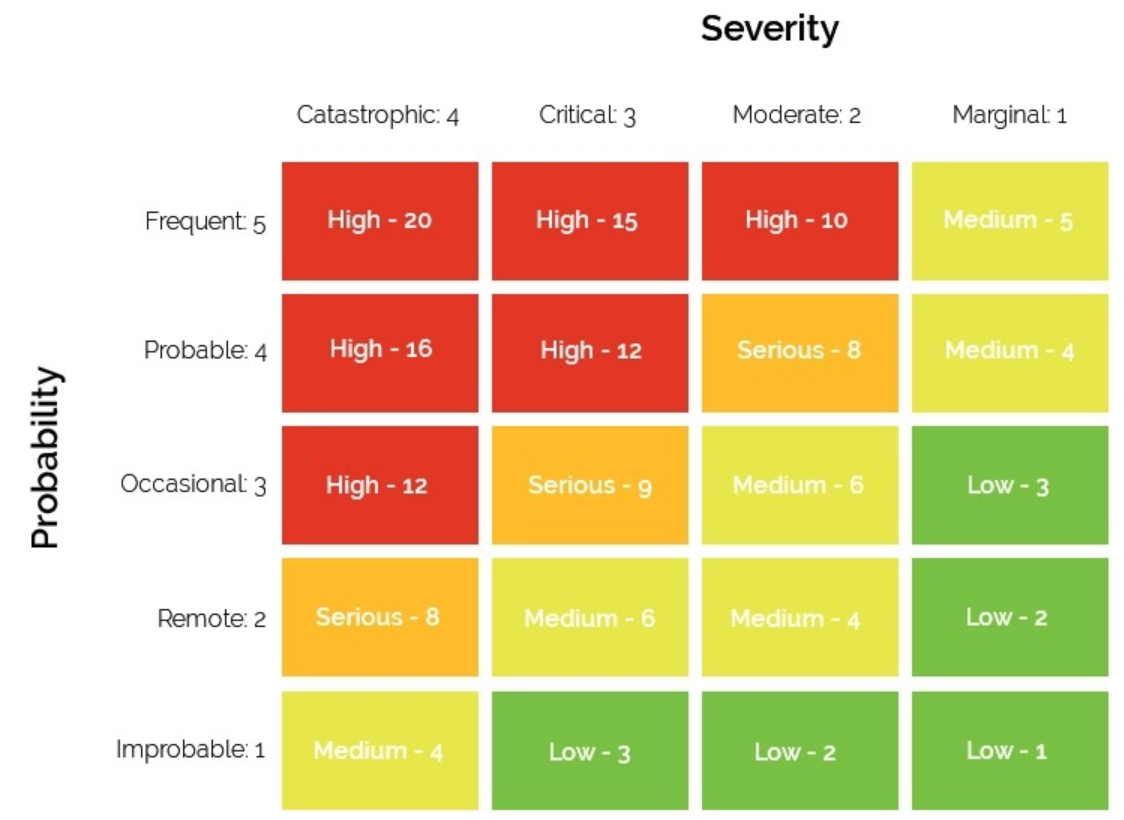 Severity
Catastrophic: 4 Critical: 3 Moderate: 2 Marginal: 1
Frequent: 5 High - 20 High - 15 High - 10 Medium - 5
Probable: 4 High - 16 High - 12 Serious - 8 Medium - 4
Probability
Occasional: 3 High - 12 Serious - 9 Medium - 6 Low - 3
Remote: 2 Serious - 8 Medium - 6 Medium - 4 Low - 2
Improbable: 1 Medium - 4 Low - 3 Low - 2 Low - 1